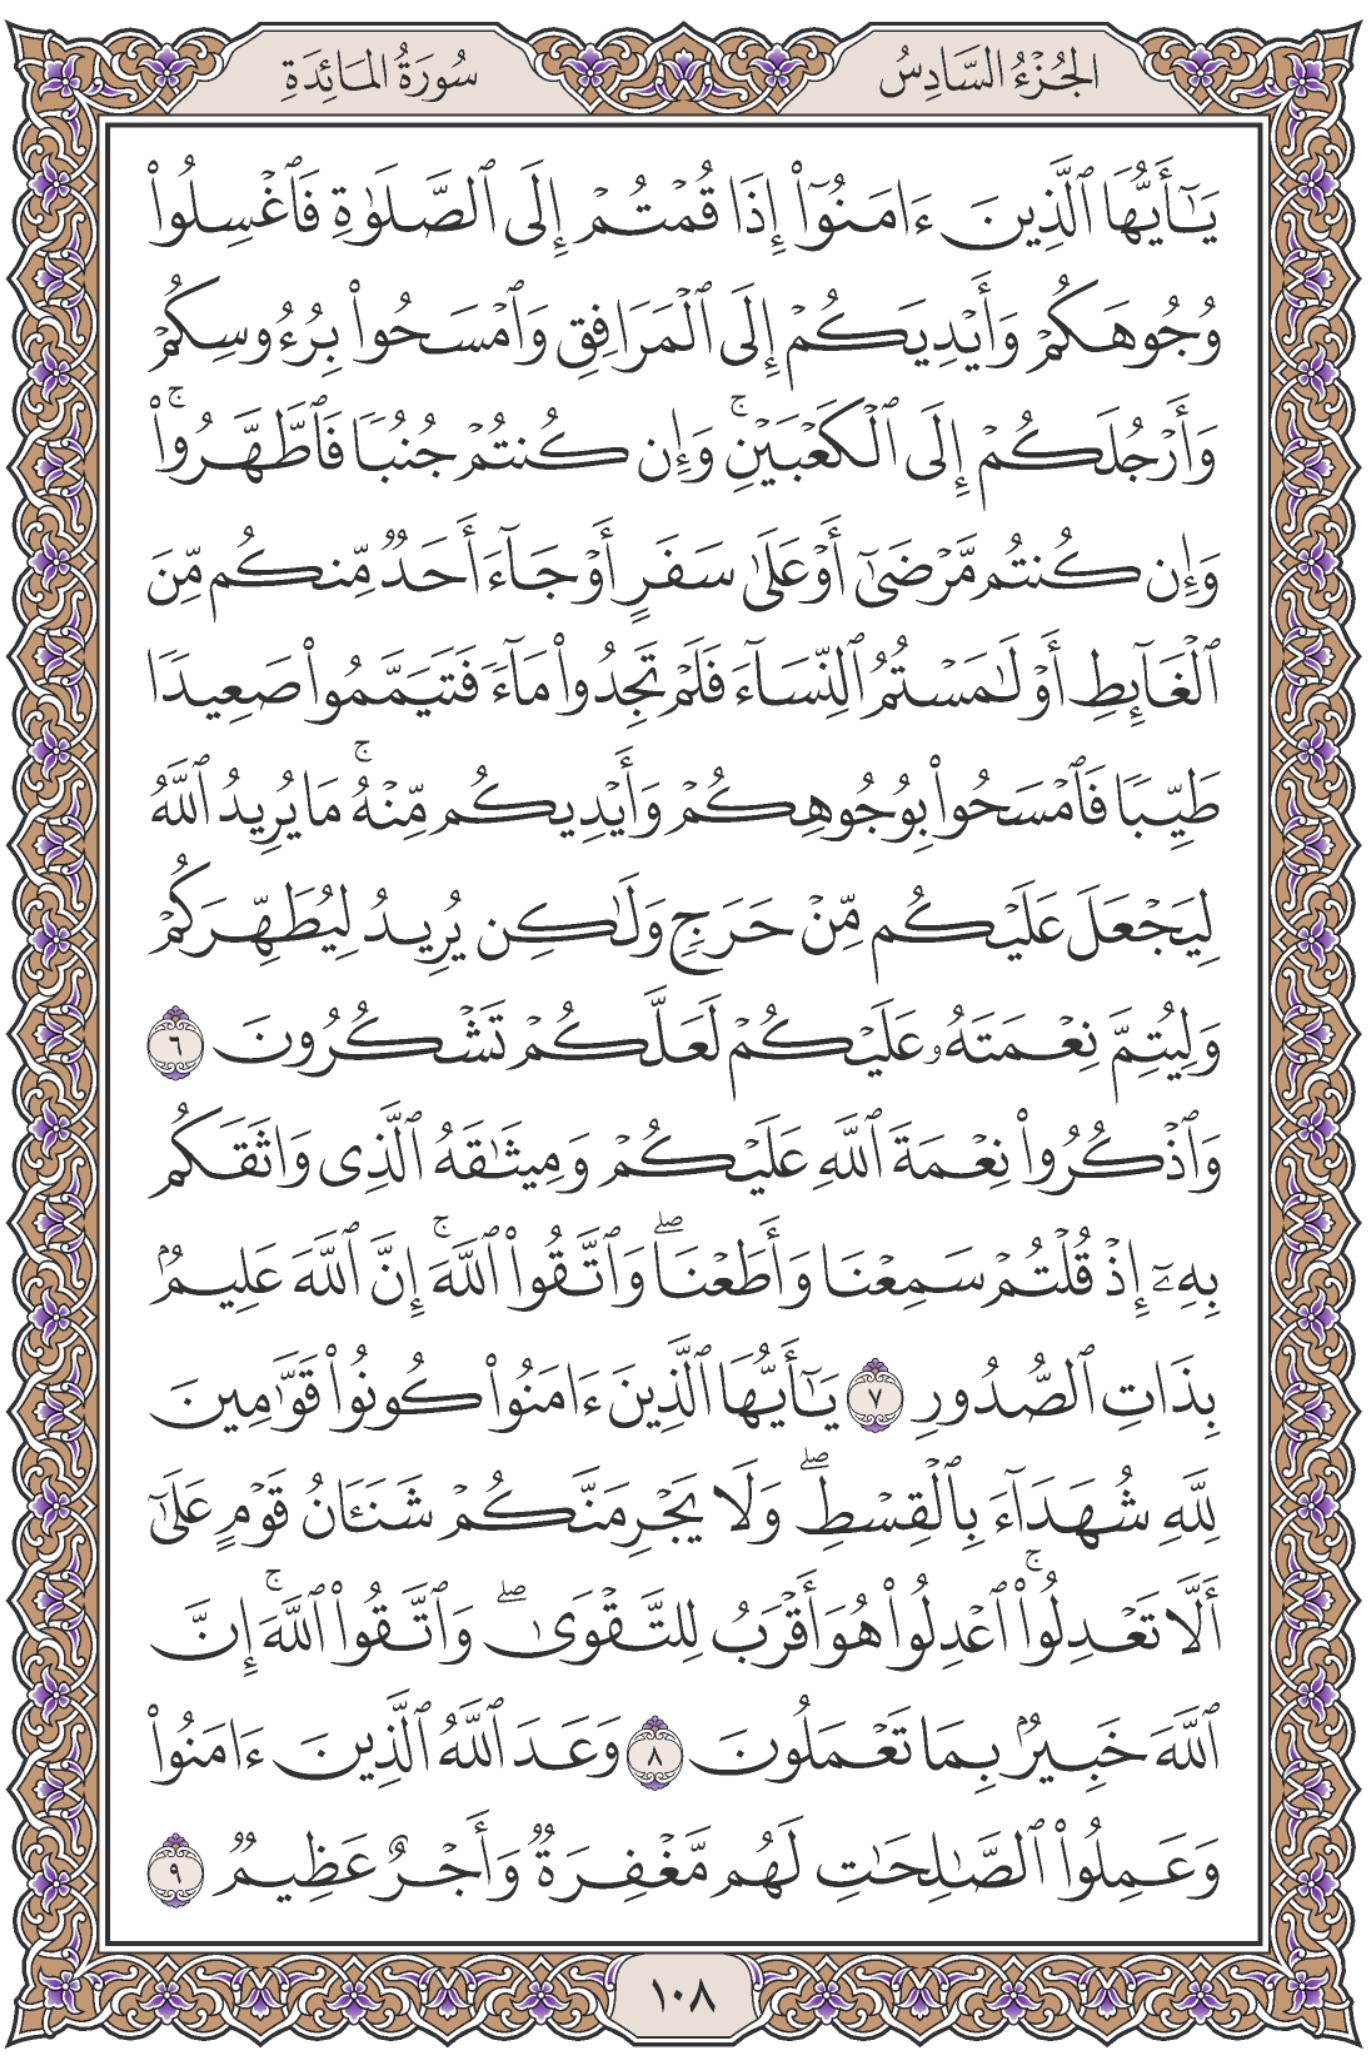 الجُزْءُ السَّادِسُ
سُورَةُ المَائِدَةِ
يَٰٓأَيُّهَا ٱلَّذِينَ ءَامَنُوٓاْ إِذَا قُمۡتُمۡ إِلَى ٱلصَّلَوٰةِ فَٱغۡسِلُواْ
وُجُوهَكُمۡ وَأَيۡدِيَكُمۡ إِلَى ٱلۡمَرَافِقِ وَٱمۡسَحُواْ بِرُءُوسِكُمۡ
وَأَرۡجُلَكُمۡ إِلَى ٱلۡكَعۡبَيۡنِۚ وَإِن كُنتُمۡ جُنُبٗا فَٱطَّهَّرُواْۚ
وَإِن كُنتُم مَّرۡضَىٰٓ أَوۡ عَلَىٰ سَفَرٍ أَوۡ جَآءَ أَحَدٞ مِّنكُم مِّنَ
ٱلۡغَآئِطِ أَوۡ لَٰمَسۡتُمُ ٱلنِّسَآءَ فَلَمۡ تَجِدُواْ مَآءٗ فَتَيَمَّمُواْ صَعِيدٗا
طَيِّبٗا فَٱمۡسَحُواْ بِوُجُوهِكُمۡ وَأَيۡدِيكُم مِّنۡهُۚ مَا يُرِيدُ ٱللَّهُ
لِيَجۡعَلَ عَلَيۡكُم مِّنۡ حَرَجٖ وَلَٰكِن يُرِيدُ لِيُطَهِّرَكُمۡ
وَلِيُتِمَّ نِعۡمَتَهُۥ عَلَيۡكُمۡ لَعَلَّكُمۡ تَشۡكُرُونَ ٦
وَٱذۡكُرُواْ نِعۡمَةَ ٱللَّهِ عَلَيۡكُمۡ وَمِيثَٰقَهُ ٱلَّذِي وَاثَقَكُم
بِهِۦٓ إِذۡ قُلۡتُمۡ سَمِعۡنَا وَأَطَعۡنَاۖ وَٱتَّقُواْ ٱللَّهَۚ إِنَّ ٱللَّهَ عَلِيمُۢ
بِذَاتِ ٱلصُّدُورِ ٧ يَٰٓأَيُّهَا ٱلَّذِينَ ءَامَنُواْ كُونُواْ قَوَّٰمِينَ
لِلَّهِ شُهَدَآءَ بِٱلۡقِسۡطِۖ وَلَا يَجۡرِمَنَّكُمۡ شَنَـَٔانُ قَوۡمٍ عَلَىٰٓ
أَلَّا تَعۡدِلُواْۚ ٱعۡدِلُواْ هُوَ أَقۡرَبُ لِلتَّقۡوَىٰۖ وَٱتَّقُواْ ٱللَّهَۚ إِنَّ
ٱللَّهَ خَبِيرُۢ بِمَا تَعۡمَلُونَ ٨ وَعَدَ ٱللَّهُ ٱلَّذِينَ ءَامَنُواْ
وَعَمِلُواْ ٱلصَّٰلِحَٰتِ لَهُم مَّغۡفِرَةٞ وَأَجۡرٌ عَظِيمٞ ٩
١٠٨